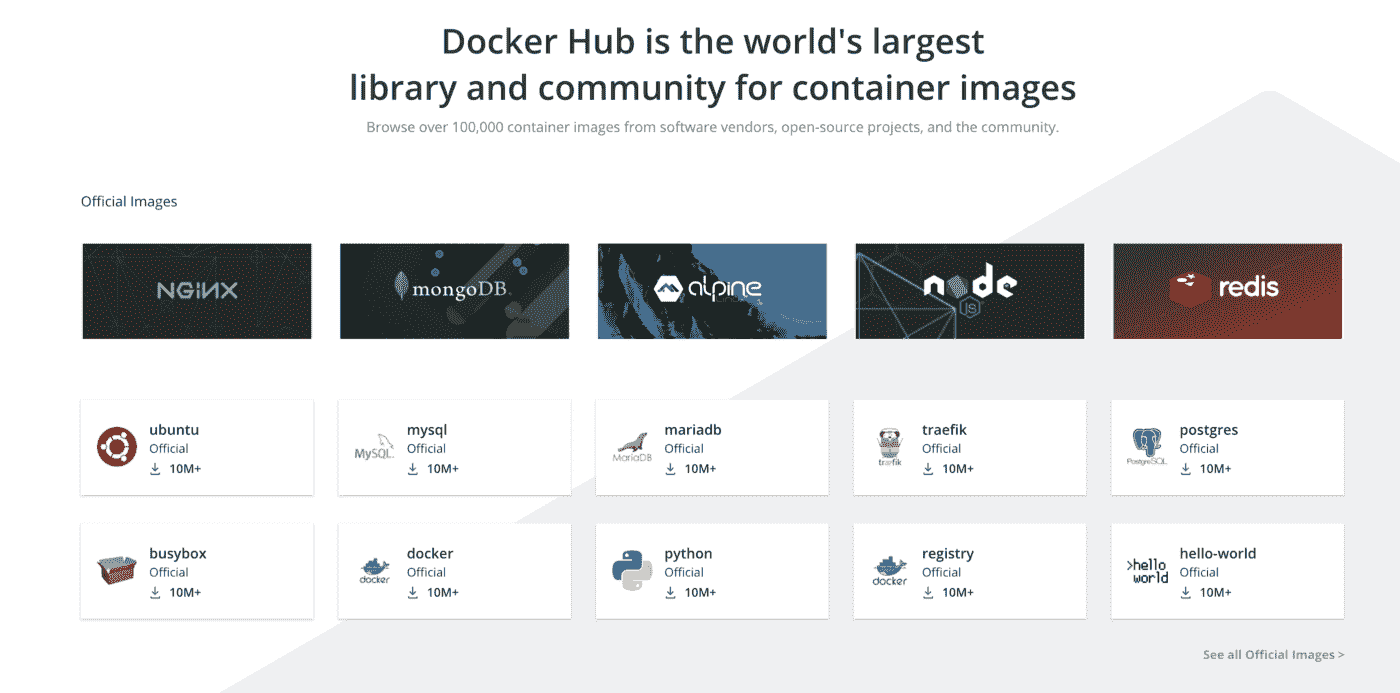 Docker Hub is the world's largest
library and community for container images
Browse over 100,000 container images from software vendors, open-source projects, and the community.
Official Images
NGiNX
mongoDB
alpine
node
JS
redis
ubuntu
Official
10M+
MySQL
mysql
Official
10M+
MariaDB
mariadb
Official
10M+
træfik
traefik
Official
10M+
PostgreSQL
postgres
Official
10M+
busybox
Official
10M+
docker
docker
Official
10M+
python
Official
10M+
docker
registry
Official
10M+
>hello
world
hello-world
Official
10M+
See all Official Images >